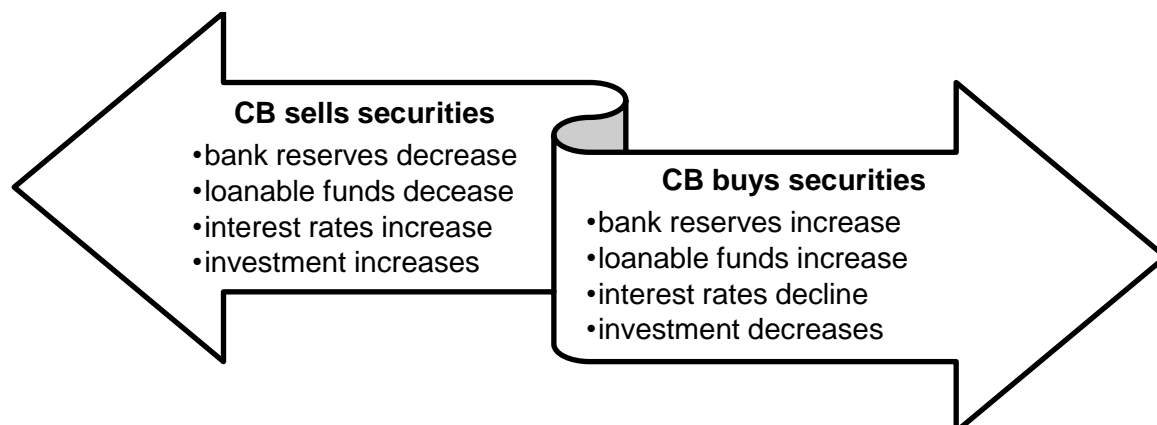 CB sells securities
•bank reserves decrease
•loanable funds decease
•interest rates increase
•investment increases
CB buys securities
•bank reserves increase
•loanable funds increase
•interest rates decline
•investment decreases